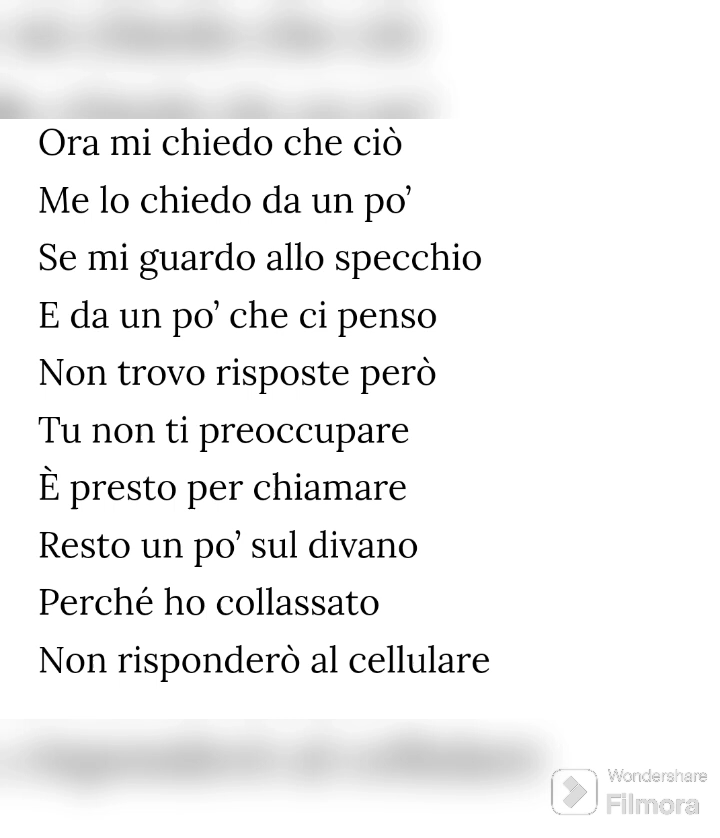 Ora mi chiedo che ciò
Me lo chiedo da un po’
Se mi guardo allo specchio
E da un po’ che ci penso
Non trovo risposte però
Tu non ti preoccupare
È presto per chiamare
Resto un po’ sul divano
Perché ho collassato
Non risponderò al cellulare
Wondershare
Filmora